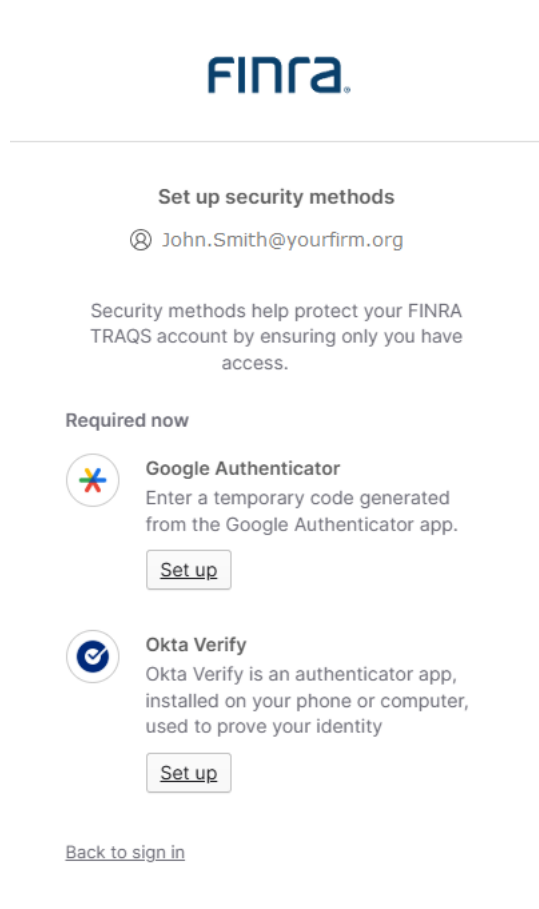 FINRA®
Set up security methods
John.Smith@yourfirm.org
Security methods help protect your FINRA
TRAQS account by ensuring only you have
access.
Required now
Google Authenticator
Enter a temporary code generated
from the Google Authenticator app.
Set up
Okta Verify
Okta Verify is an authenticator app,
installed on your phone or computer,
used to prove your identity
Set up
Back to sign in